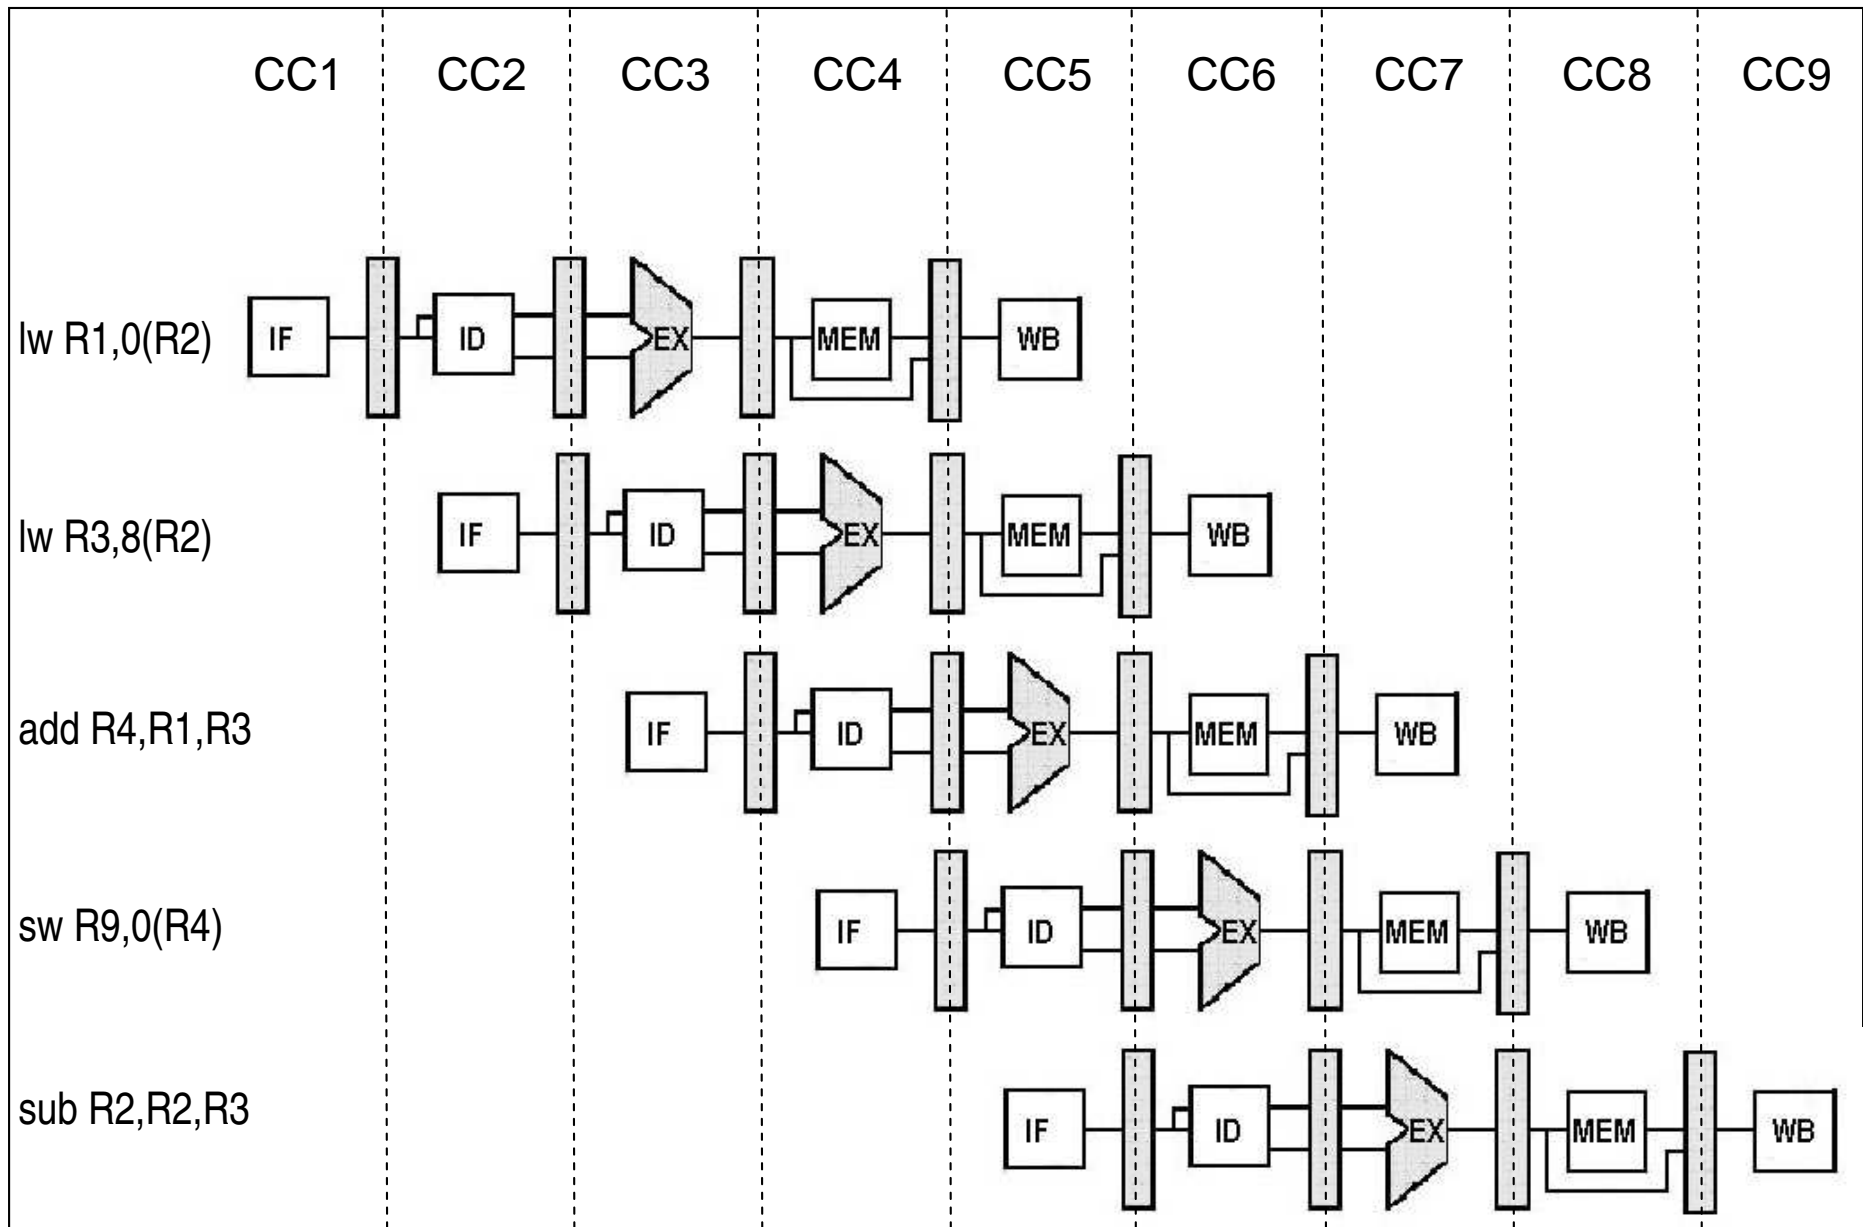 CC1 CC2 CC3 CC4 CC5 CC6 CC7 CC8 CC9
lw R1,0(R2) IF ID EX MEM WB
lw R3,8(R2) IF ID EX MEM WB
add R4,R1,R3 IF ID EX MEM WB
sw R9,0(R4) IF ID EX MEM WB
sub R2,R2,R3 IF ID EX MEM WB